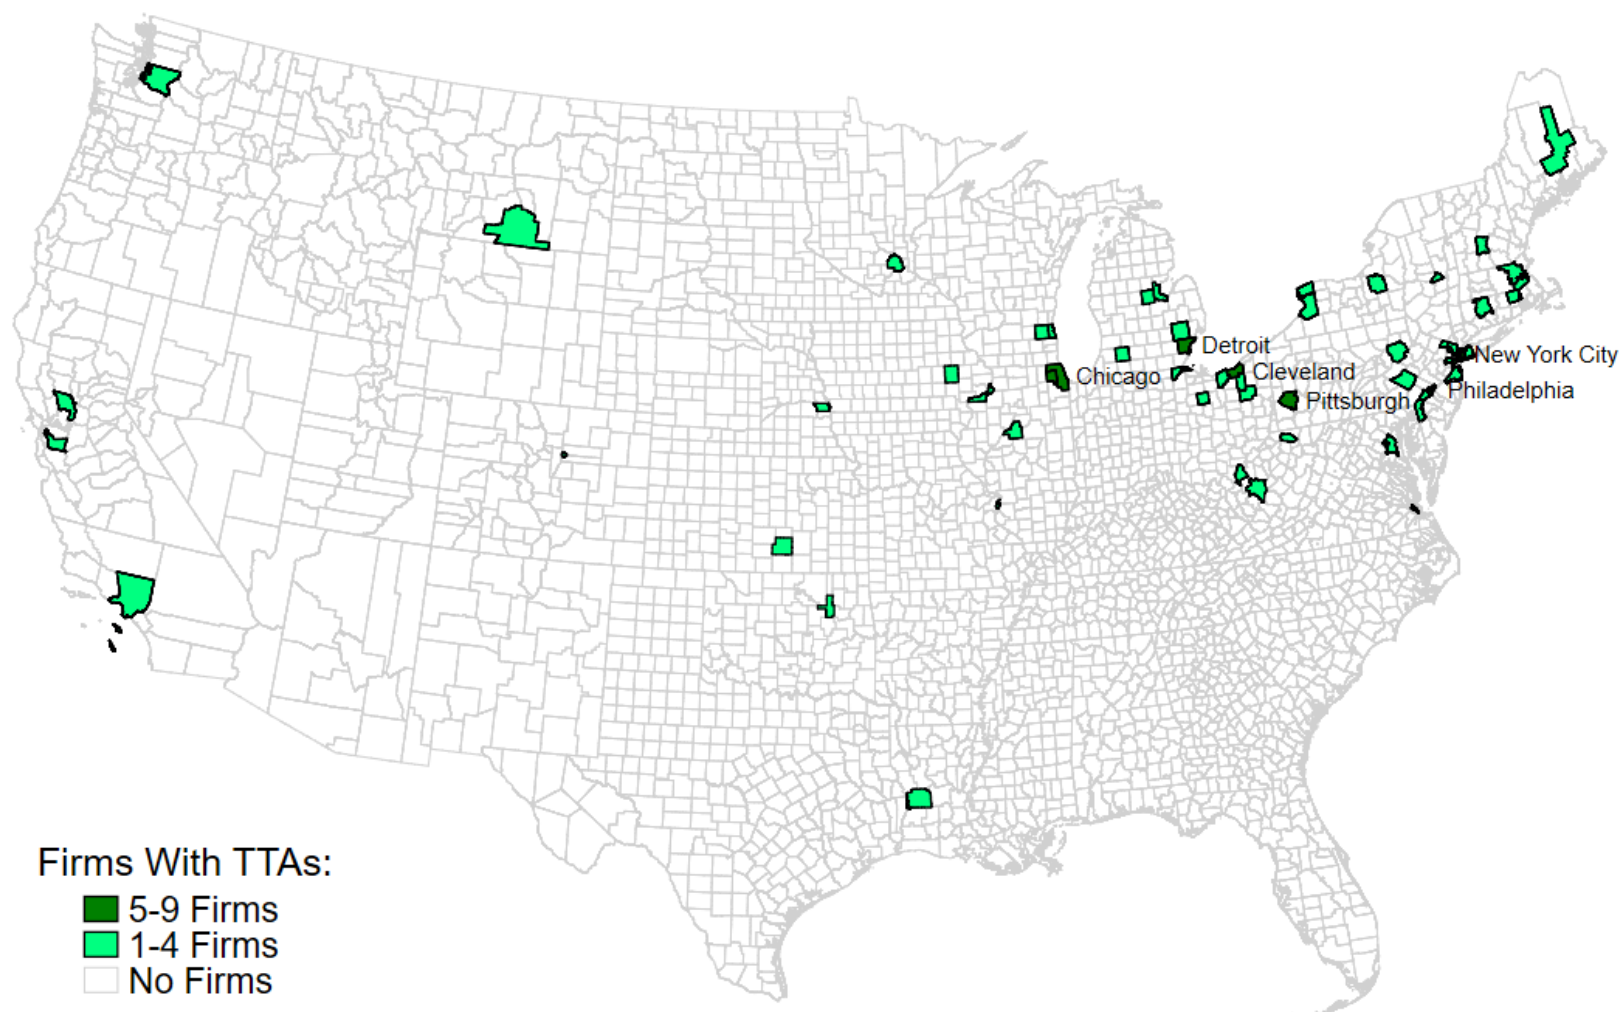 Detroit
New York City
Chicago
Cleveland
Pittsburgh
Philadelphia
Firms With TTAs:
5-9 Firms
1-4 Firms
No Firms